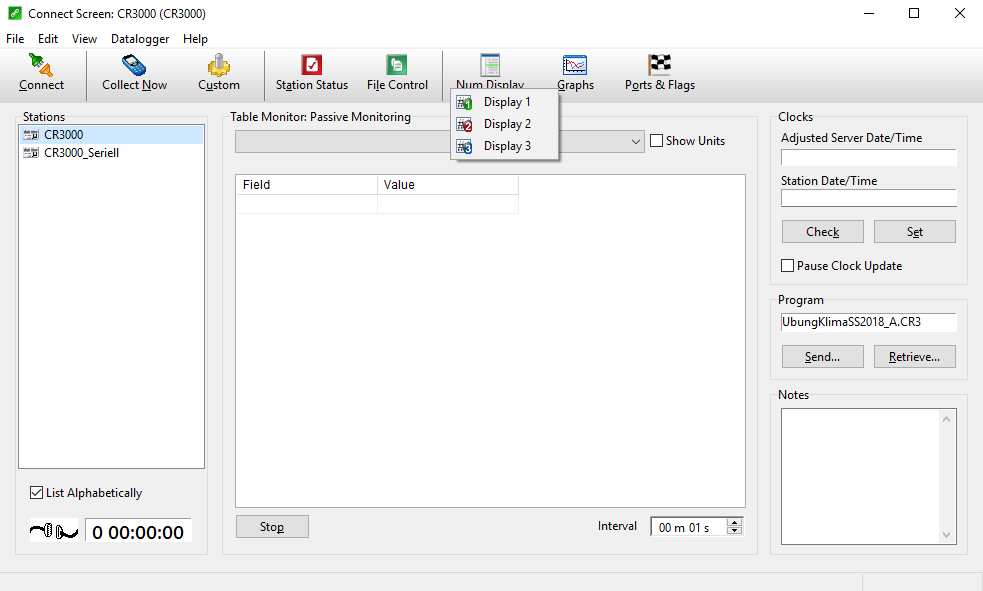 Connect Screen: CR3000 (CR3000)
File Edit View Datalogger Help
Connect Collect Now Custom Station Status File Control Num Display Graphs Ports & Flags
Display 1
Display 2
Display 3
Stations
CR3000
CR3000_Seriell
List Alphabetically
0 00:00:00
Table Monitor: Passive Monitoring
Show Units
Field Value
Stop
Interval 00 m 01 s
Clocks
Adjusted Server Date/Time
Station Date/Time
Check Set
Pause Clock Update
Program
UbungKlimaSS2018_A.CR3
Send... Retrieve...
Notes